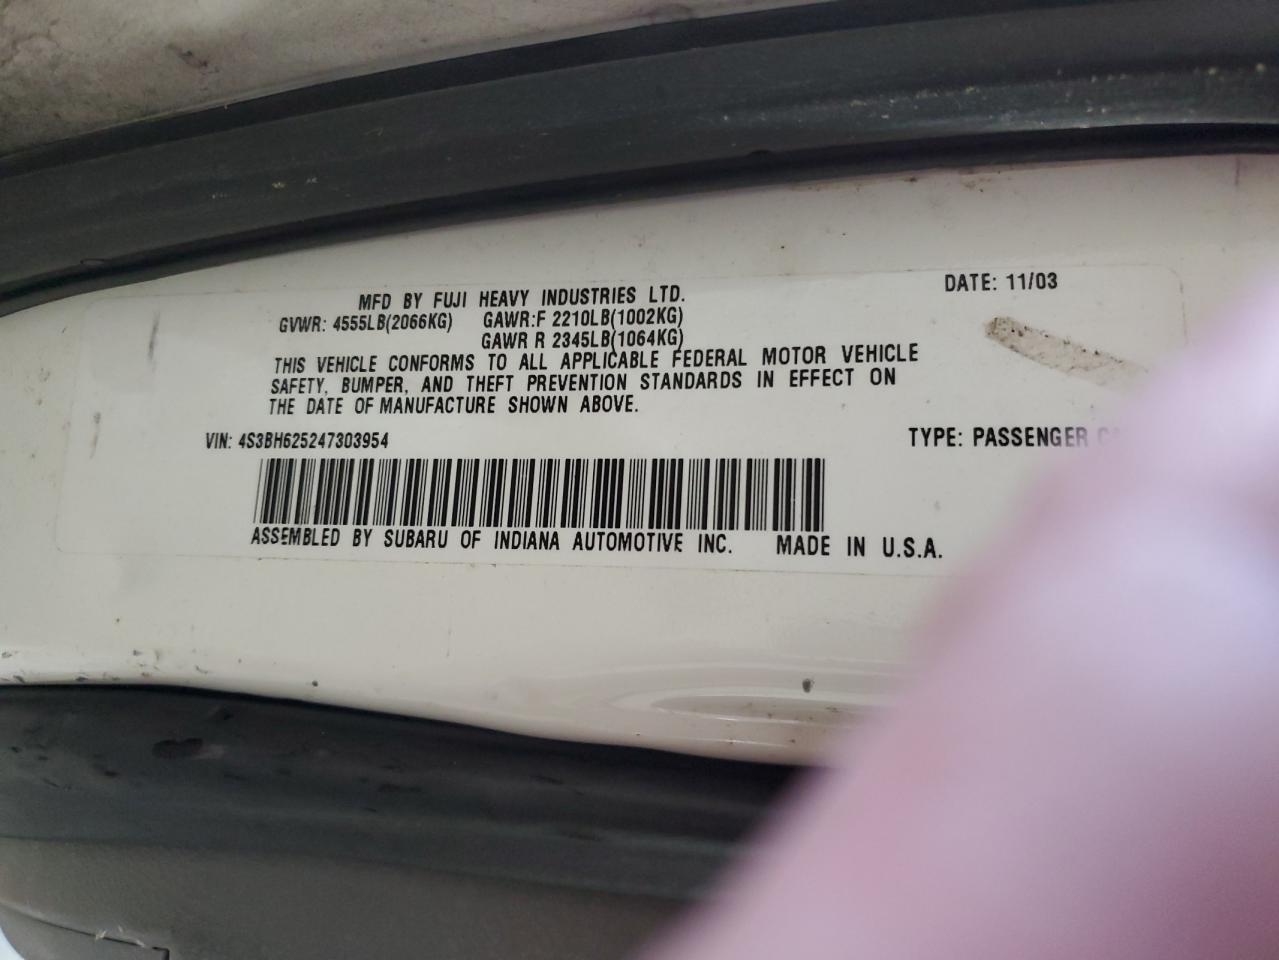 MFD BY FUJI HEAVY INDUSTRIES LTD. DATE: 11/03
GVWR: 4555LB(2066KG) GAWR:F 2210LB(1002KG)
GAWR R 2345LB(1064KG)
THIS VEHICLE CONFORMS TO ALL APPLICABLE FEDERAL MOTOR VEHICLE
SAFETY, BUMPER, AND THEFT PREVENTION STANDARDS IN EFFECT ON
THE DATE OF MANUFACTURE SHOWN ABOVE.
VIN: 4S3BH625247303954 TYPE: PASSENGER
ASSEMBLED BY SUBARU OF INDIANA AUTOMOTIVE INC. MADE IN U.S.A.